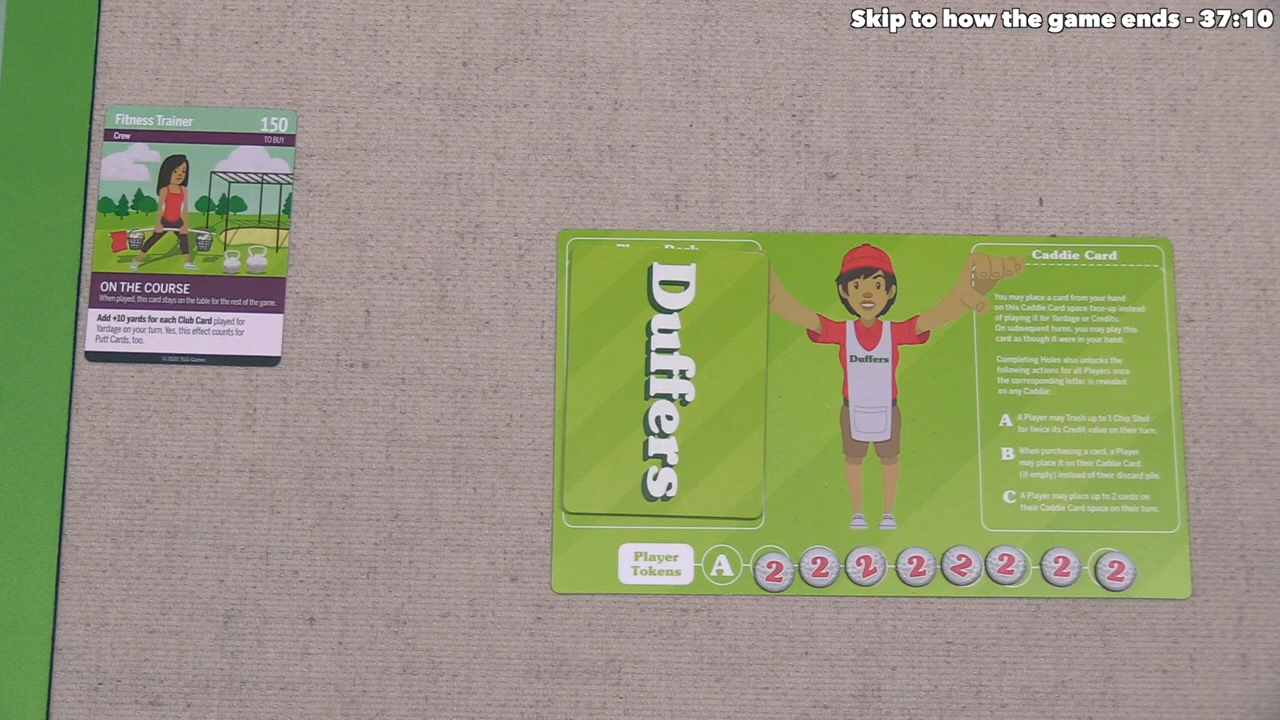 Skip to how the game ends - 37:10
Fitness Trainer
150
Crew
TO BUY
ON THE COURSE
When played, this card stays on the table for the rest of the game.
Add +10 yards for each Club Card played for
Yardage on your turn. Yes, this effect counts for
Putt Cards, too.
© 2020 TGG Games
Duffers
Duffers
Caddie Card
You may place a card from your hand
on this Caddie Card space face-up instead
of playing it for Yardage or Credits.
On subsequent turns, you may play this
card as though it were in your hand.
Completing Holes also unlocks the
following actions for all Players once
the corresponding letter is revealed
on any Caddie:
A A Player may Trash up to 1 Chip Shot
for twice its Credit value on their turn.
B When purchasing a card, a Player
may place it on their Caddie Card
(if empty) instead of their discard pile.
C A Player may place up to 2 cards on
their Caddie Card space on their turn.
Player
Tokens
A 2 2 2 2 2 2 2 2